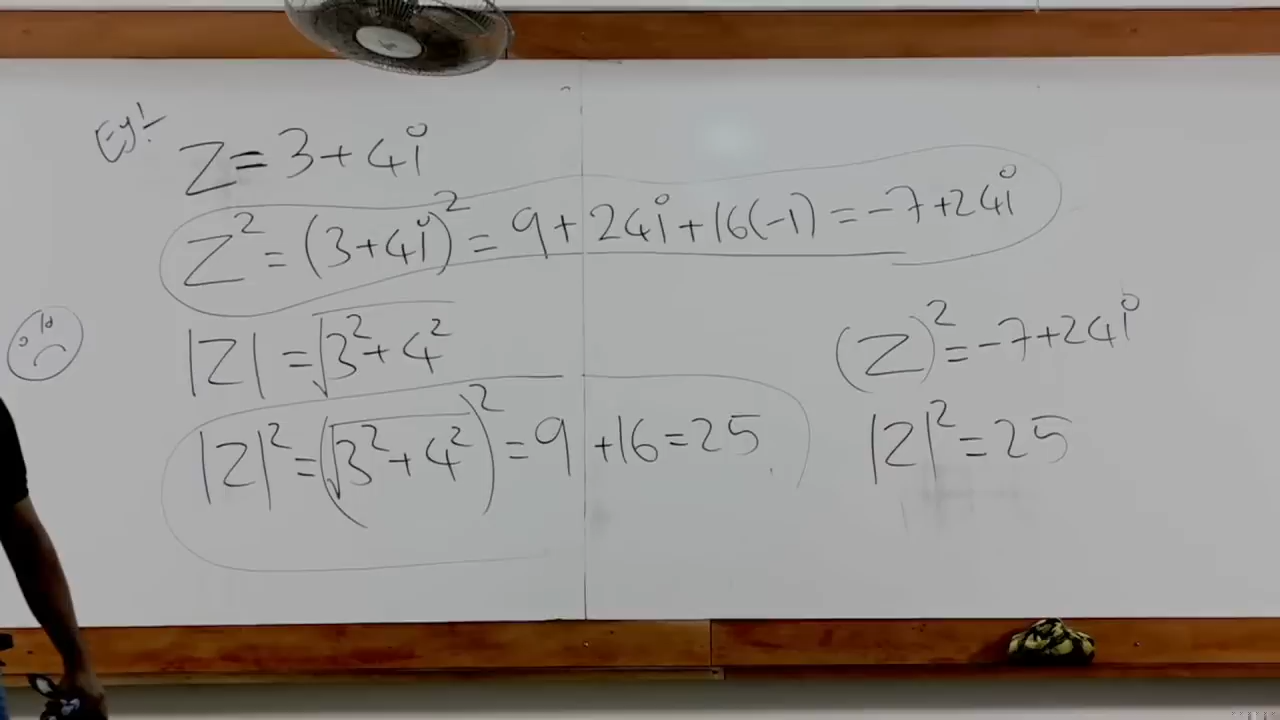 Eg:
Z = 3 + 4i
Z² = (3+4i)² = 9 + 24i + 16(-1) = -7 + 24i
|Z| = √(3² + 4²)
|Z|² = (√(3² + 4²))² = 9 + 16 = 25
(Z)² = -7 + 24i
|Z|² = 25